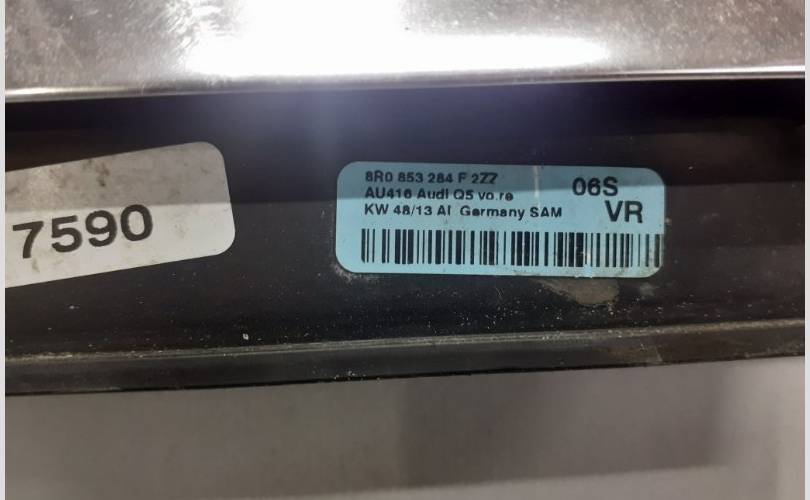 8R0 853 284 F 2ZZ
AU416 Audi Q5 vo.re
KW 48/13 AI Germany SAM
06S
VR
7590